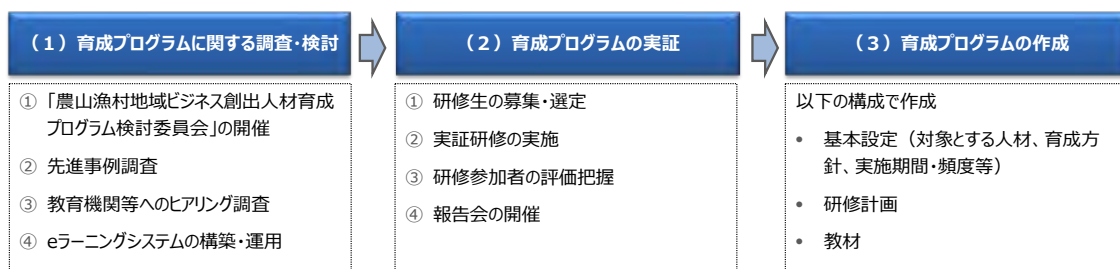 （1）育成プログラムに関する調査・検討
① 「農山漁村地域ビジネス創出人材育成
プログラム検討委員会」の開催
② 先進事例調査
③ 教育機関等へのヒアリング調査
④ eラーニングシステムの構築・運用
（2）育成プログラムの実証
① 研修生の募集・選定
② 実証研修の実施
③ 研修参加者の評価把握
④ 報告会の開催
（3）育成プログラムの作成
以下の構成で作成
• 基本設定（対象とする人材、育成方
針、実施期間・頻度等）
• 研修計画
• 教材